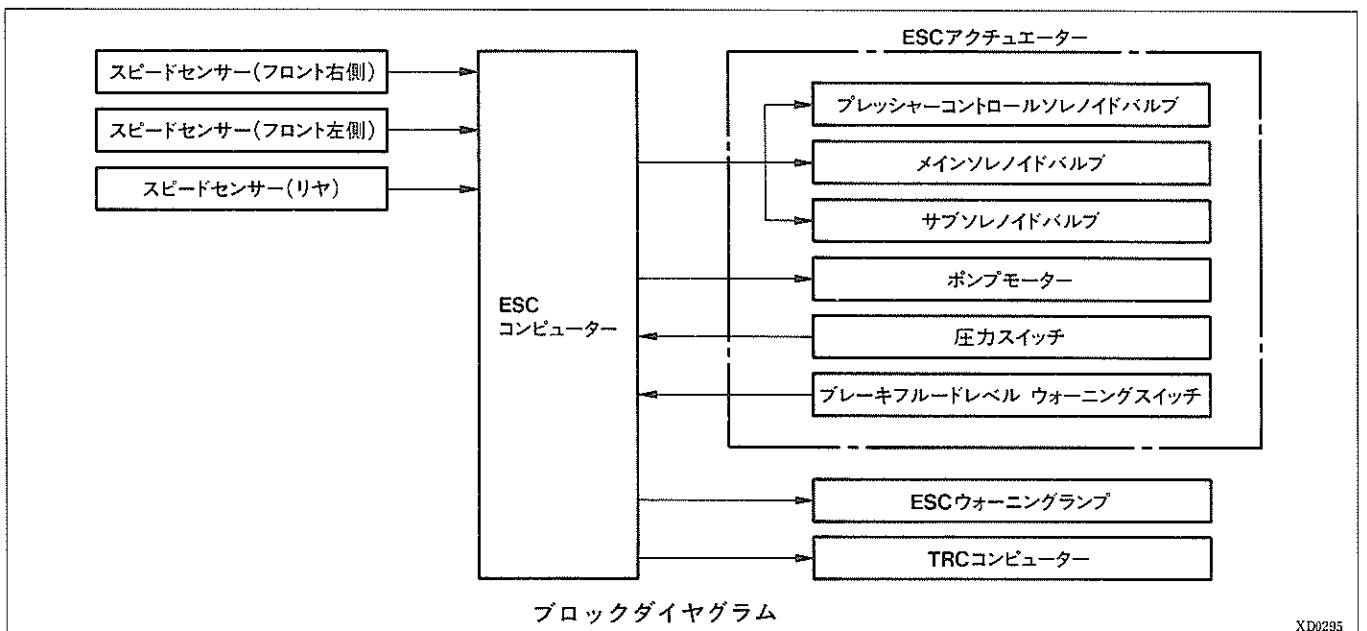 ESCアクチュエーター
スピードセンサー(フロント右側)
スピードセンサー(フロント左側)
スピードセンサー(リヤ)
ESC
コンピューター
プレッシャーコントロールソレノイドバルブ
メインソレノイドバルブ
サブソレノイドバルブ
ポンプモーター
圧力スイッチ
ブレーキフルードレベル ウォーニングスイッチ
ESCウォーニングランプ
TRCコンピューター
ブロックダイヤグラム
XD0295